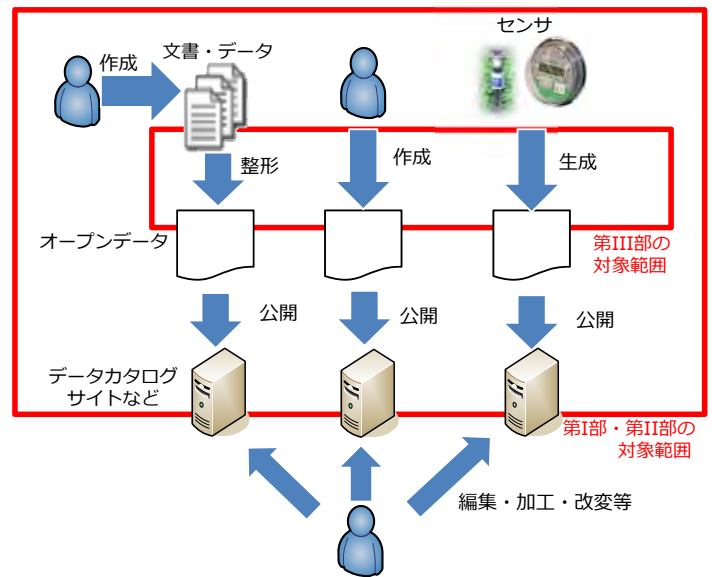 センサ
作成
文書・データ
整形
作成
生成
オープンデータ
第III部の
対象範囲
公開
公開
公開
データカタログ
サイトなど
第I部・第II部の
対象範囲
編集・加工・改変等